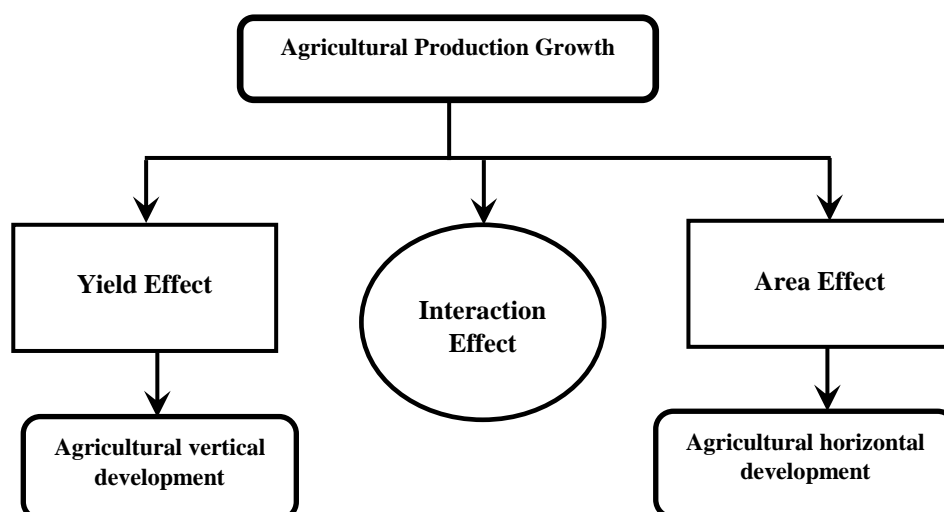 Agricultural Production Growth
Yield Effect
Interaction
Effect
Area Effect
Agricultural vertical
development
Agricultural horizontal
development